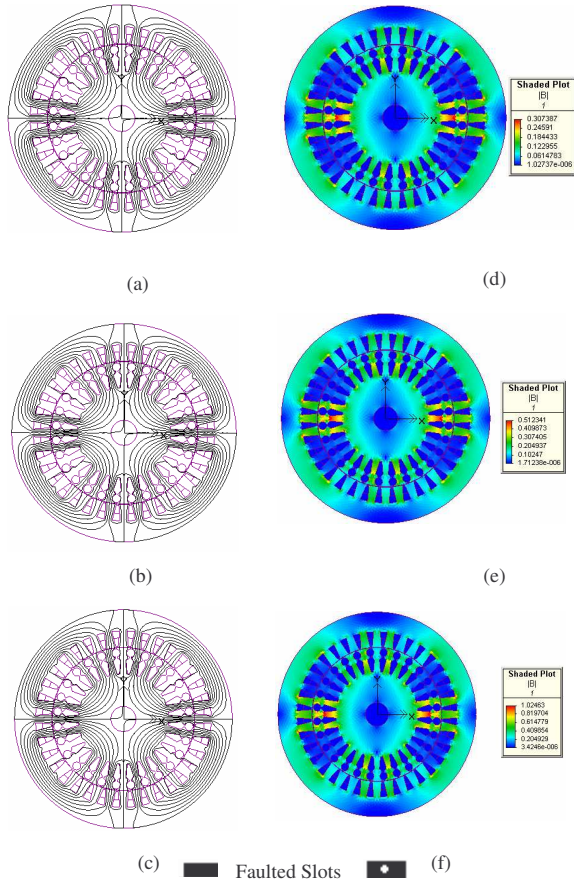 Shaded Plot
|B|
f
0.307387
0.24591
0.184433
0.122955
0.0614783
1.02737e-006
X
X
(a)
(d)
Shaded Plot
|B|
f
0.512341
0.409873
0.307405
0.204937
0.10247
1.71238e-006
X
X
(b)
(e)
Shaded Plot
|B|
f
1.02463
0.819704
0.614779
0.409854
0.204929
3.4246e-006
X
X
(c) Faulted Slots (f)